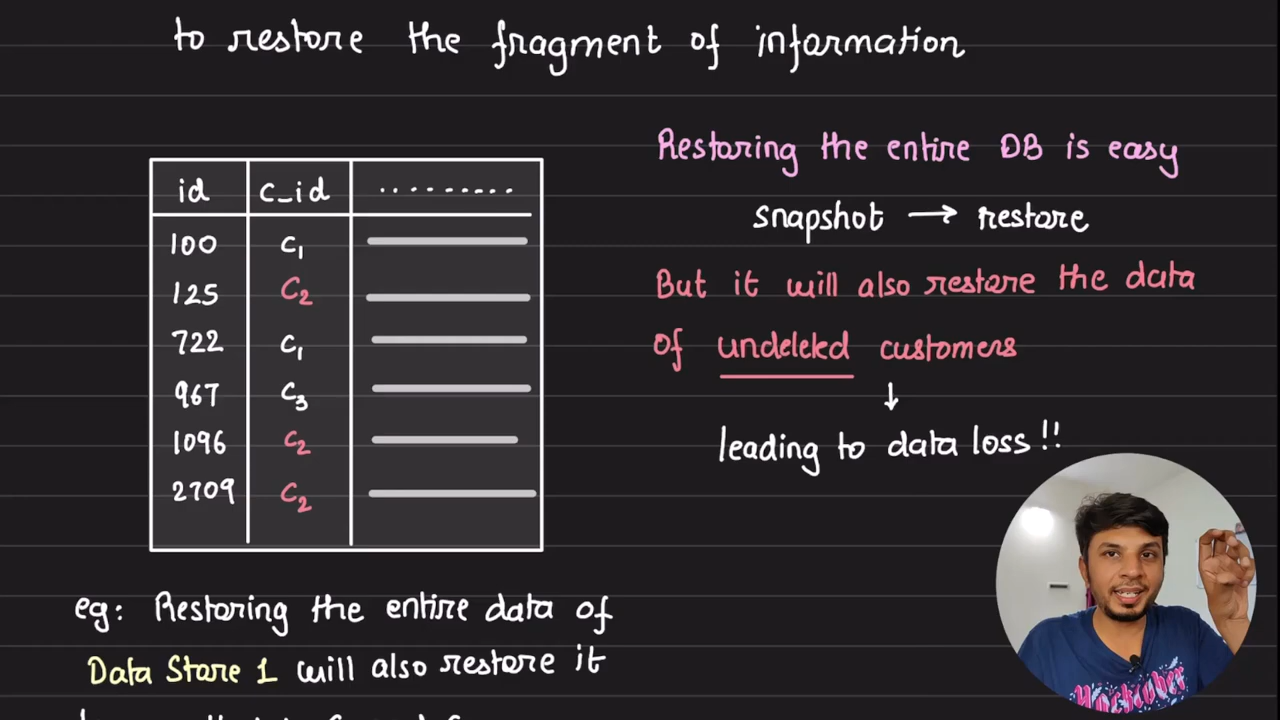 to restore the fragment of information
Restoring the entire DB is easy
snapshot → restore
But it will also restore the data
of undeleted customers
↓
leading to data loss!!
id c_id .........
100 C1
125 C2
722 C1
967 C3
1096 C2
2709 C2
eg: Restoring the entire data of
Data Store 1 will also restore it
Hacktober